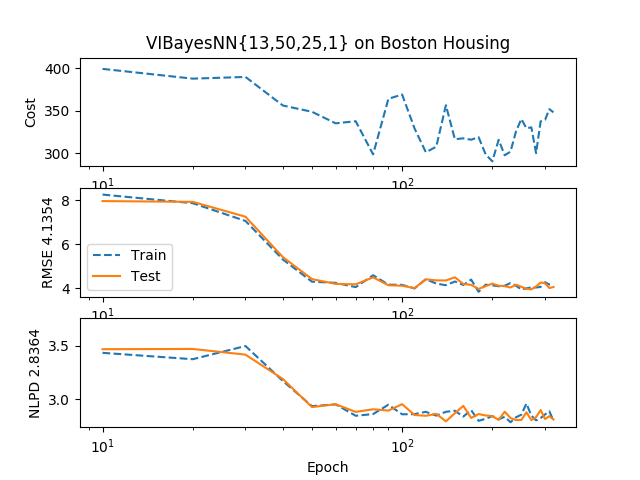 VIBayesNN{13,50,25,1} on Boston Housing
400
350
300
Cost
10¹
10²
8
6
4
RMSE 4.1354
Train
Test
10¹
10²
3.5
3.0
NLPD 2.8364
10¹
10²
Epoch